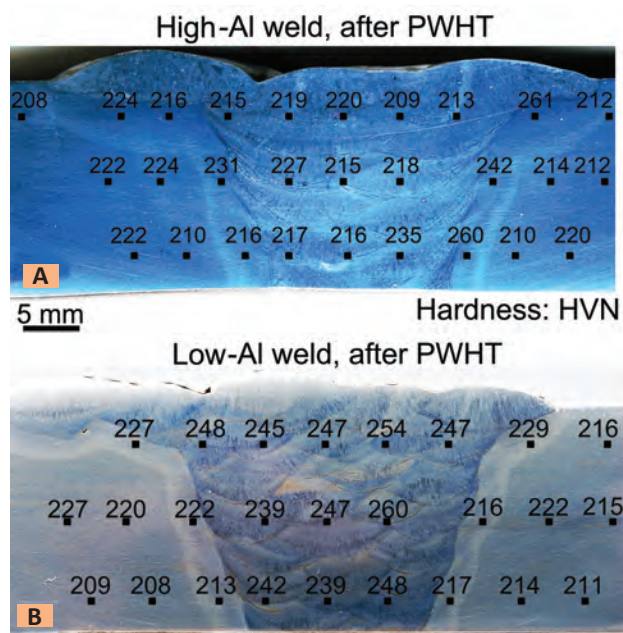 High-Al weld, after PWHT
208 224 216 215 219 220 209 213 261 212
222 224 231 227 215 218 242 214 212
222 210 216 217 216 235 260 210 220
A
5 mm Hardness: HVN
Low-Al weld, after PWHT
227 248 245 247 254 247 229 216
227 220 222 239 247 260 216 222 215
209 208 213 242 239 248 217 214 211
B